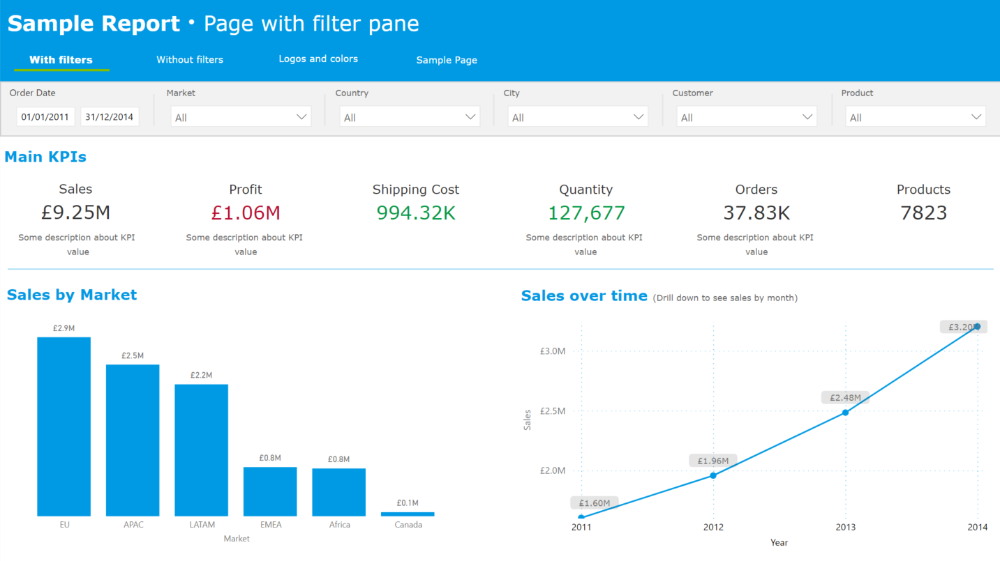 Sample Report • Page with filter pane
With filters Without filters Logos and colors Sample Page
Order Date Market Country City Customer Product
01/01/2011 31/12/2014 All All All All All
Main KPIs
Sales Profit Shipping Cost Quantity Orders Products
£9.25M £1.06M 994.32K 127,677 37.83K 7823
Some description about KPI Some description about KPI Some description about KPI Some description about KPI
value value value value
Sales by Market
£2.9M
£2.5M
£2.2M
£0.8M £0.8M
£0.1M
EU APAC LATAM EMEA Africa Canada
Market
Sales over time (Drill down to see sales by month)
£3.20M
£3.0M
£2.48M
£2.5M
Sales
£1.96M
£2.0M
£1.60M
2011 2012 2013 2014
Year